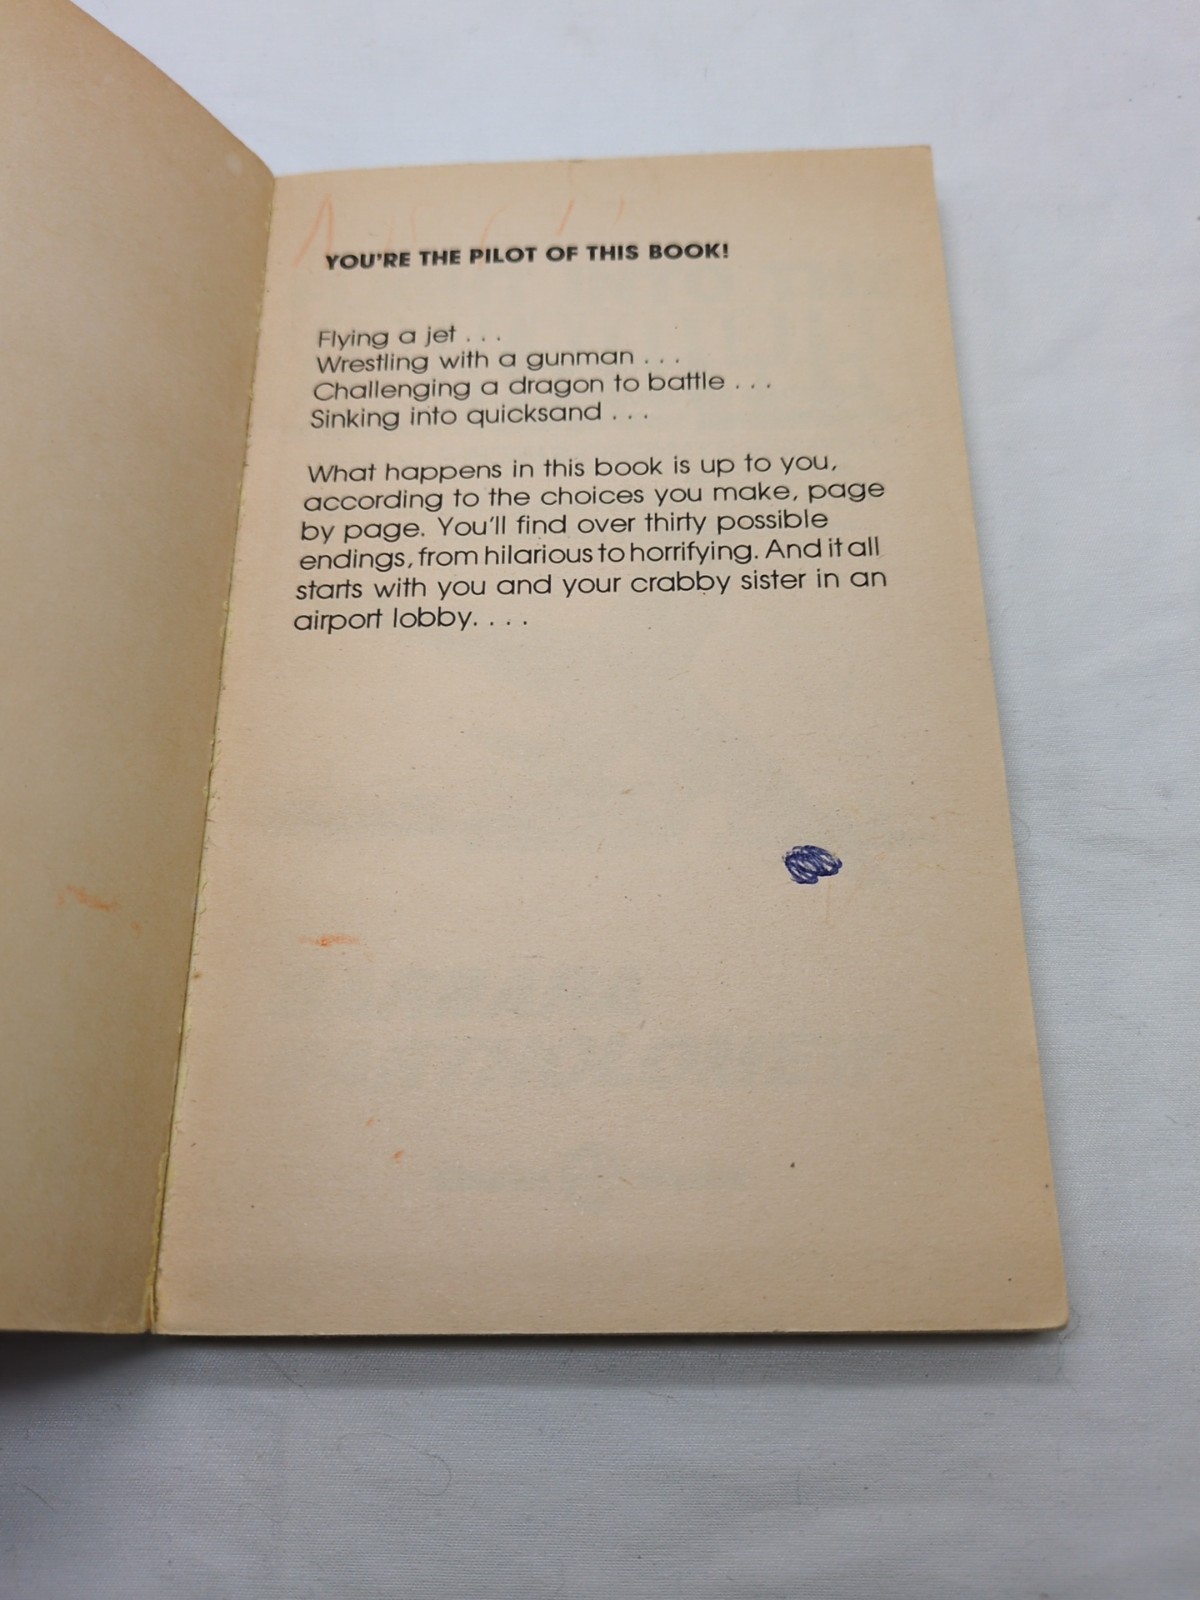 YOU'RE THE PILOT OF THIS BOOK!
Flying a jet . . .
Wrestling with a gunman . . .
Challenging a dragon to battle . . .
Sinking into quicksand . . .
What happens in this book is up to you,
according to the choices you make, page
by page. You'll find over thirty possible
endings, from hilarious to horrifying. And it all
starts with you and your crabby sister in an
airport lobby. . . .